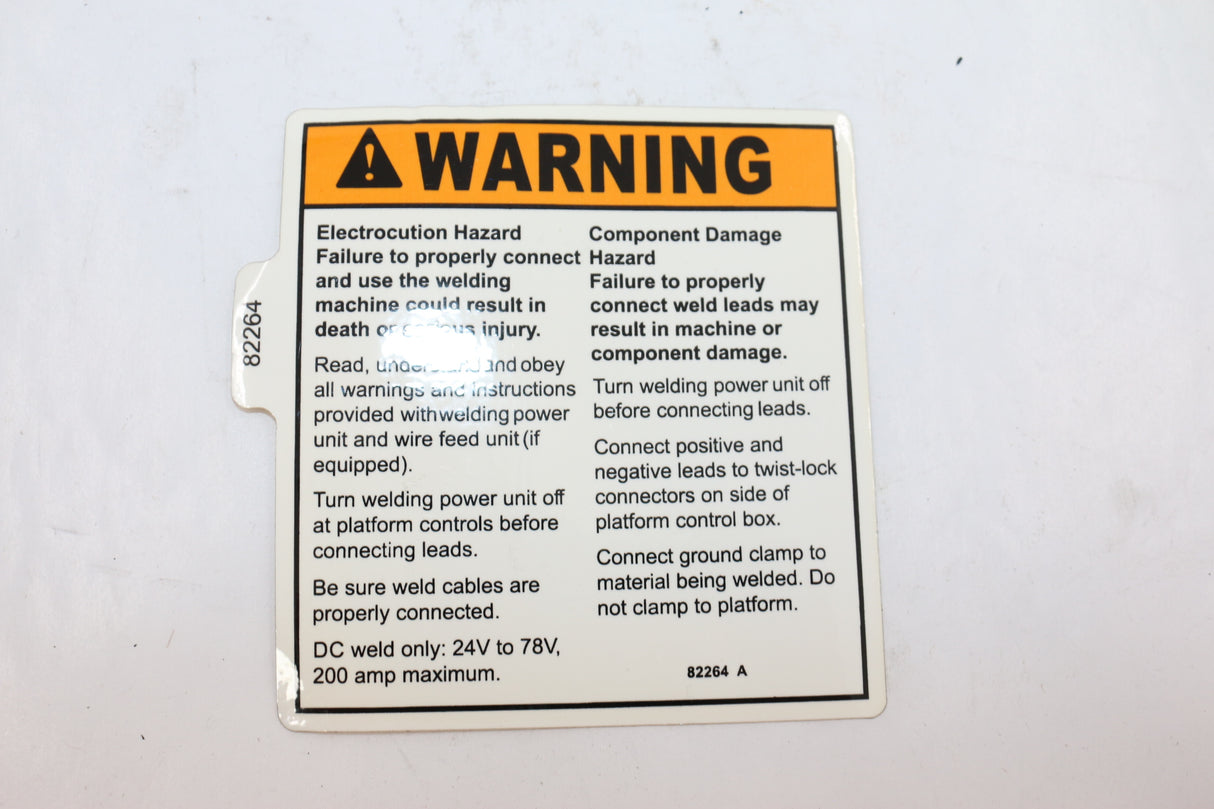 WARNING
Electrocution Hazard
Failure to properly connect
and use the welding
machine could result in
death or serious injury.
Read, understand and obey
all warnings and instructions
provided with welding power
unit and wire feed unit (if
equipped).
Turn welding power unit off
at platform controls before
connecting leads.
Be sure weld cables are
properly connected.
DC weld only: 24V to 78V,
200 amp maximum.
Component Damage
Hazard
Failure to properly
connect weld leads may
result in machine or
component damage.
Turn welding power unit off
before connecting leads.
Connect positive and
negative leads to twist-lock
connectors on side of
platform control box.
Connect ground clamp to
material being welded. Do
not clamp to platform.
82264 A
82264